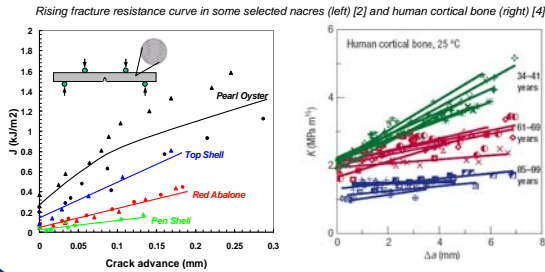 Rising fracture resistance curve in some selected nacres (left) [2] and human cortical bone (right) [4]
2
1.8
1.6
1.4
1.2
1
0.8
0.6
0.4
0.2
0
J (KJ/m2)
Pearl Oyster
Top Shell
Red Abalone
Pen Shell
0
0.05
0.1
0.15
0.2
0.25
0.3
Crack advance (mm)
Human cortical bone, 25 °C
6
5
4
3
2
1
0
K (MPa m½)
34–41
years
61–69
years
85–99
years
0
2
4
6
8
Δa (mm)